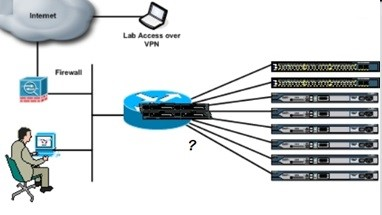 Internet
Lab Access over
VPN
Firewall
?